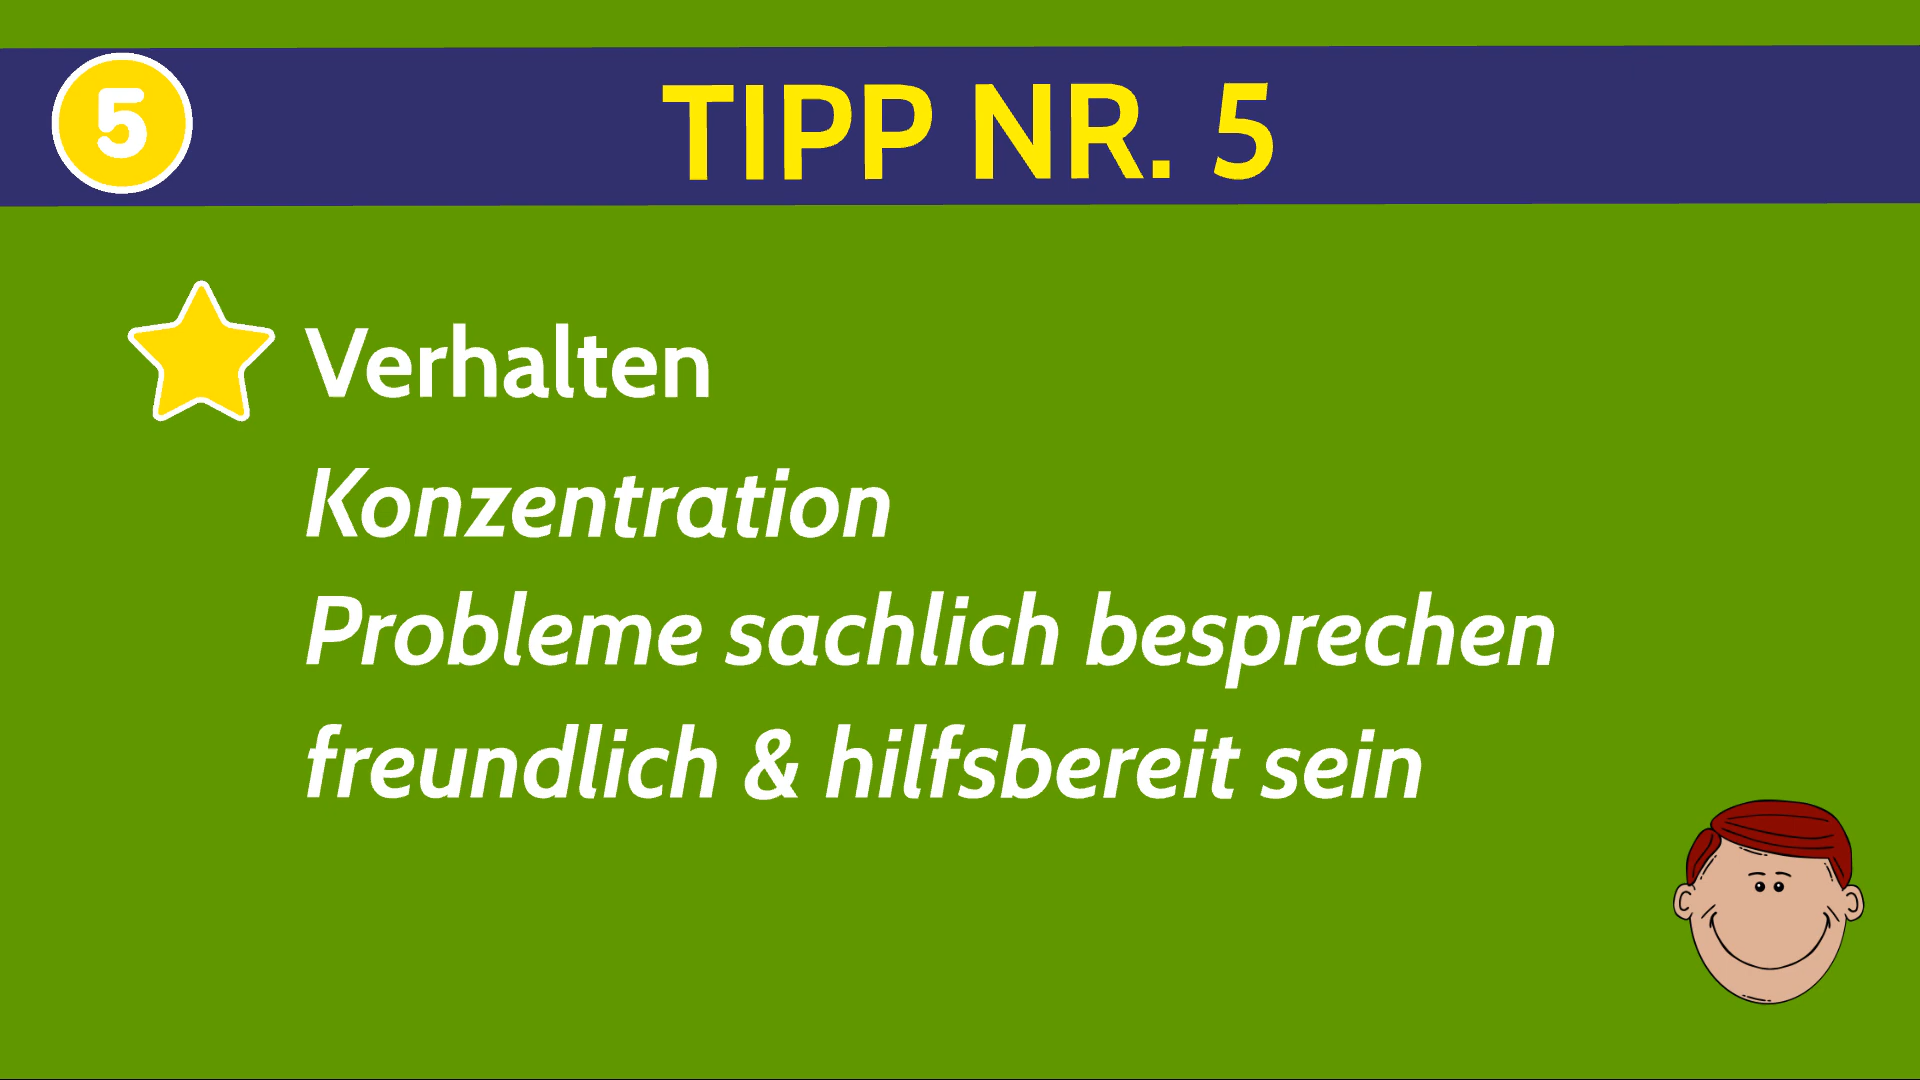 5
TIPP NR. 5
Verhalten
Konzentration
Probleme sachlich besprechen
freundlich & hilfsbereit sein